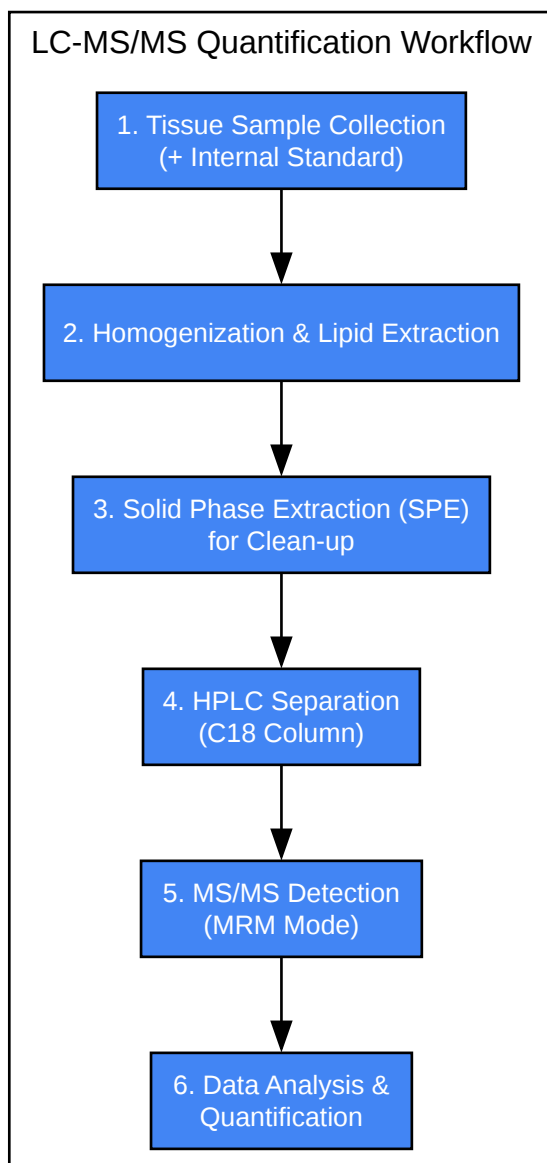 LC-MS/MS Quantification Workflow
1. Tissue Sample Collection
(+ Internal Standard)
2. Homogenization & Lipid Extraction
3. Solid Phase Extraction (SPE)
for Clean-up
4. HPLC Separation
(C18 Column)
5. MS/MS Detection
(MRM Mode)
6. Data Analysis &
Quantification